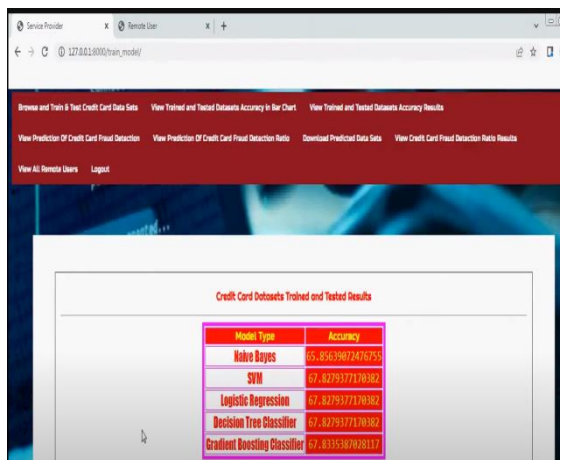 Service Provider
Remote User
127.0.0.1:8000/train_model/
Browse and Train & Test Credit Card Data Sets View Trained and Tested Datasets Accuracy in Bar Chart View Trained and Tested Datasets Accuracy Results
View Prediction Of Credit Card Fraud Detection View Prediction Of Credit Card Fraud Detection Ratio Download Predicted Data Sets View Credit Card Fraud Detection Ratio Results
View All Remote Users Logout
Credit Card Datasets Trained and Tested Results
Model Type Accuracy
Naive Bayes 65.85639072476755
SVM 67.8279377170382
Logistic Regression 67.8279377170382
Decision Tree Classifier 67.8279377170382
Gradient Boosting Classifier 67.8335387028117